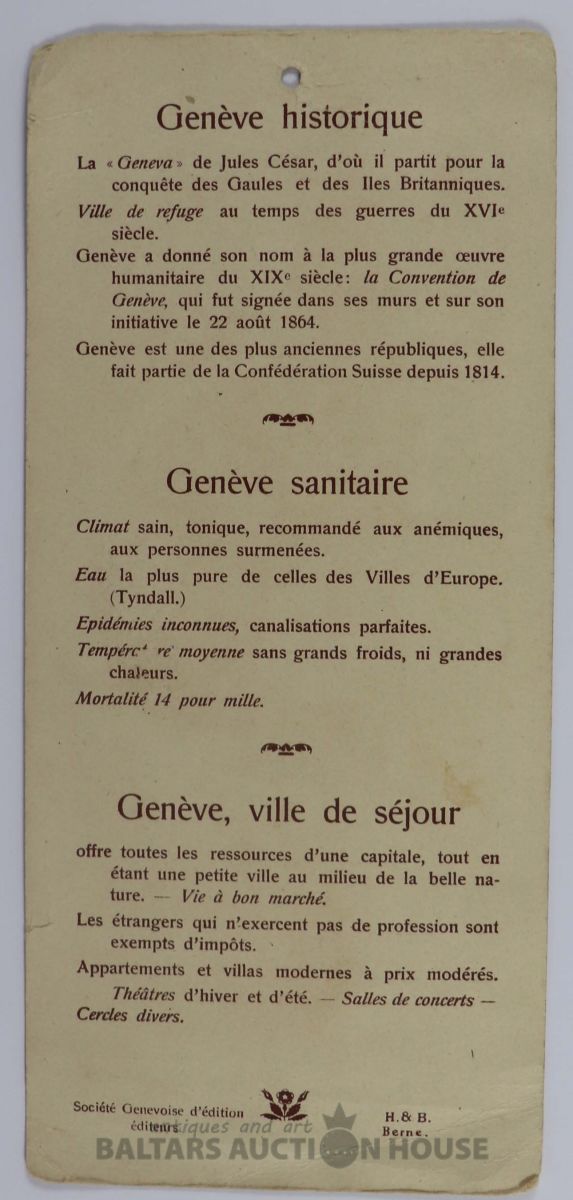 Genève historique
La « Geneva » de Jules César, d'où il partit pour la
conquête des Gaules et des Iles Britanniques.
Ville de refuge au temps des guerres du XVIe
siècle.
Genève a donné son nom à la plus grande œuvre
humanitaire du XIXe siècle: la Convention de
Genève, qui fut signée dans ses murs et sur son
initiative le 22 août 1864.
Genève est une des plus anciennes républiques, elle
fait partie de la Confédération Suisse depuis 1814.
Genève sanitaire
Climat sain, tonique, recommandé aux anémiques,
aux personnes surmenées.
Eau la plus pure de celles des Villes d'Europe.
(Tyndall.)
Epidémies inconnues, canalisations parfaites.
moyenne sans grands froids, ni grandes
chaleurs.
Mortalité 14 pour mille.
Genève, ville de séjour
offre toutes les ressources d'une capitale, tout en
étant une petite ville au milieu de la belle na-
ture. — Vie à bon marché.
Les étrangers qui n'exercent pas de profession sont
exempts d'impôts.
Appartements et villas modernes à prix modérés.
Théâtres d'hiver et d'été. — Salles de concerts —
Cercles divers.
Société Genevoise d'édition
éditeurs
H. & B.
Berne.
antiques and art
BALTARS AUCTION HOUSE